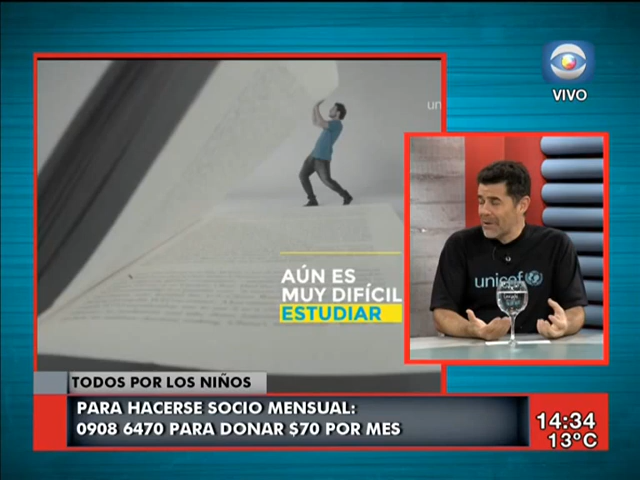 VIVO
un
AÚN ES
MUY DIFÍCIL
ESTUDIAR
unicef
TODOS POR LOS NIÑOS
PARA HACERSE SOCIO MENSUAL:
0908 6470 PARA DONAR $70 POR MES
14:34
13°C